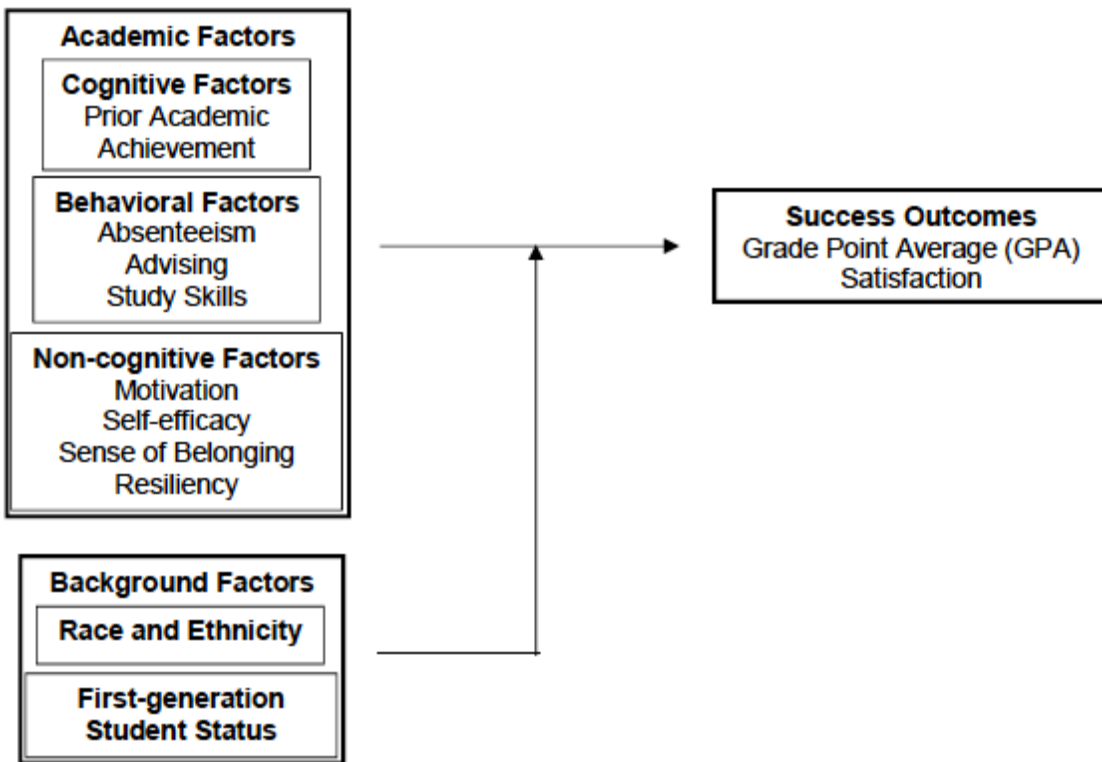 Academic Factors
Cognitive Factors
Prior Academic
Achievement
Behavioral Factors
Absenteeism
Advising
Study Skills
Non-cognitive Factors
Motivation
Self-efficacy
Sense of Belonging
Resiliency
Success Outcomes
Grade Point Average (GPA)
Satisfaction
Background Factors
Race and Ethnicity
First-generation
Student Status